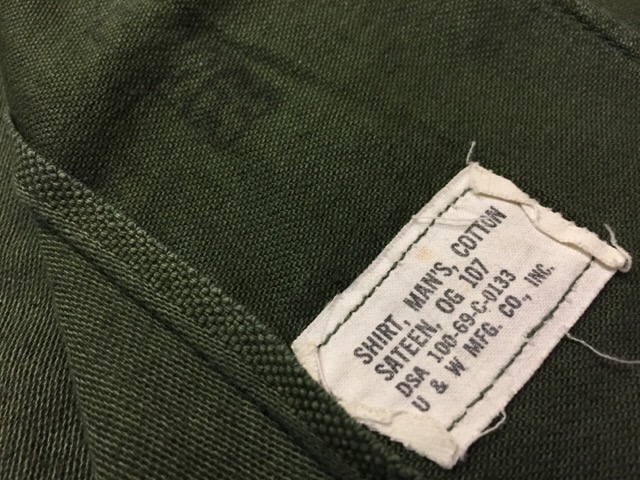 SHIRT, MAN'S, COTTON
SATEEN, OG 107
DSA 100-69-C-0133
U & W MFG. CO., INC.